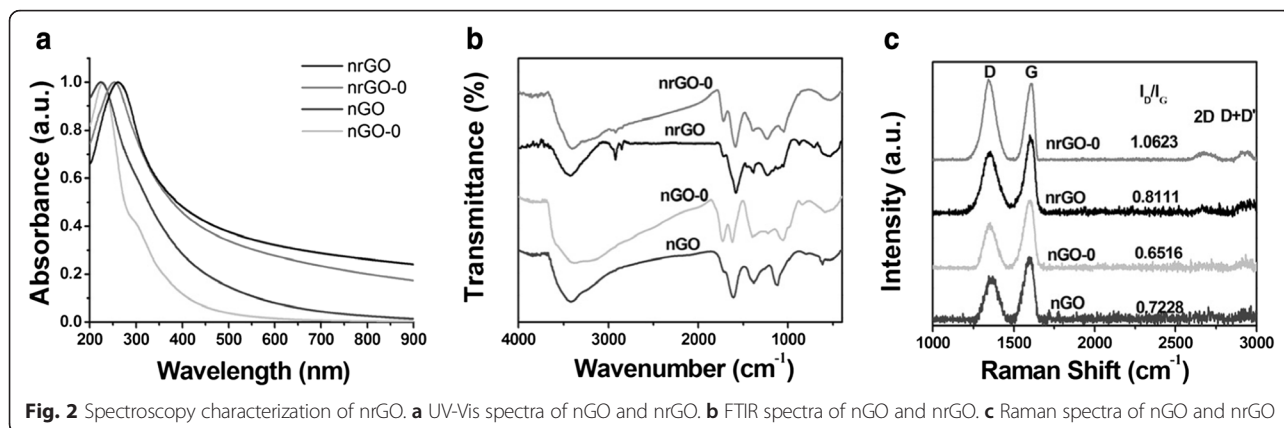 a
nrGO
nrGO-0
nGO
nGO-0
Absorbance (a.u.)
1.0
0.8
0.6
0.4
0.2
0.0
200 300 400 500 600 700 800 900
Wavelength (nm)
b
Transmittance (%)
nrGO-0
nrGO
nGO-0
nGO
4000 3000 2000 1000
Wavenumber (cm⁻¹)
c
Intensity (a.u.)
D G
I_D/I_G
2D D+D'
nrGO-0 1.0623
nrGO 0.8111
nGO-0 0.6516
nGO 0.7228
1000 1500 2000 2500 3000
Raman Shift (cm⁻¹)
Fig. 2 Spectroscopy characterization of nrGO. a UV-Vis spectra of nGO and nrGO. b FTIR spectra of nGO and nrGO. c Raman spectra of nGO and nrGO